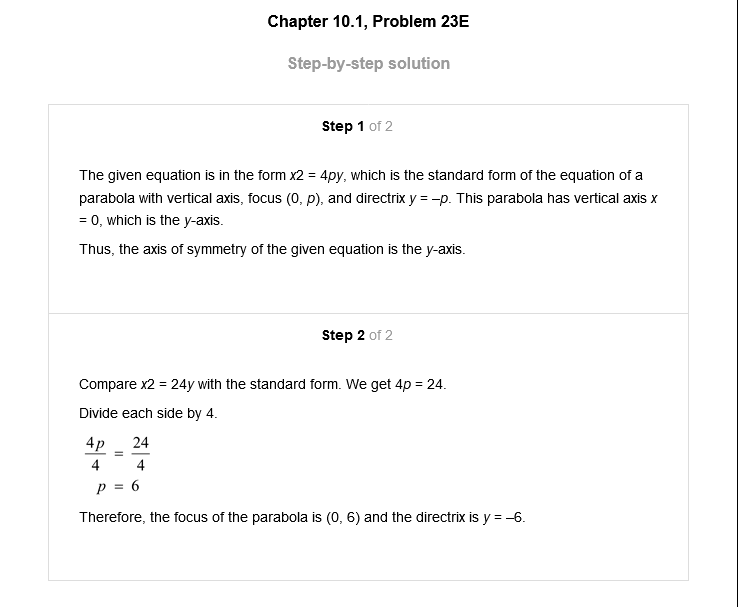 Chapter 10.1, Problem 23E
Step-by-step solution
Step 1 of 2
The given equation is in the form x2 = 4py, which is the standard form of the equation of a
parabola with vertical axis, focus (0, p), and directrix y = –p. This parabola has vertical axis x
= 0, which is the y-axis.
Thus, the axis of symmetry of the given equation is the y-axis.
Step 2 of 2
Compare x2 = 24y with the standard form. We get 4p = 24.
Divide each side by 4.
4p/4 = 24/4
p = 6
Therefore, the focus of the parabola is (0, 6) and the directrix is y = –6.